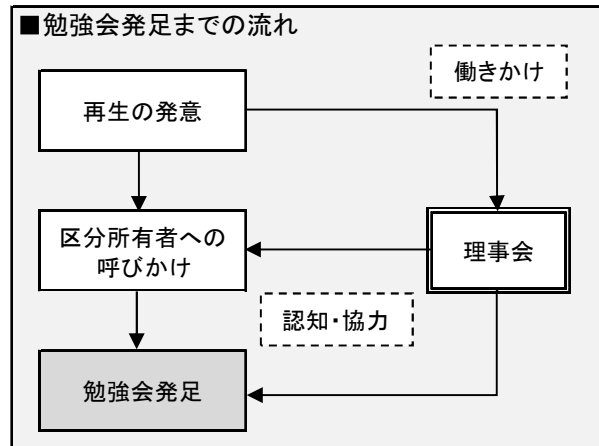 ■勉強会発足までの流れ
働きかけ
再生の発意
区分所有者への
呼びかけ
理事会
認知・協力
勉強会発足